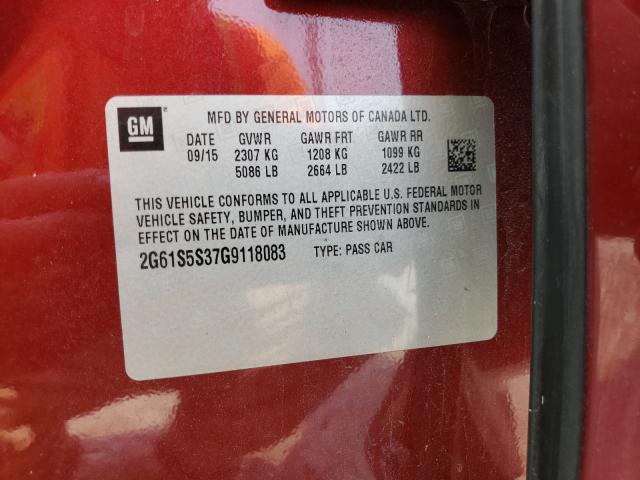 GM
MFD BY GENERAL MOTORS OF CANADA LTD.
DATE GVWR GAWR FRT GAWR RR
09/15 2307 KG 1208 KG 1099 KG
5086 LB 2664 LB 2422 LB
THIS VEHICLE CONFORMS TO ALL APPLICABLE U.S. FEDERAL MOTOR
VEHICLE SAFETY, BUMPER, AND THEFT PREVENTION STANDARDS IN
EFFECT ON THE DATE OF MANUFACTURE SHOWN ABOVE.
2G61S5S37G9118083 TYPE: PASS CAR